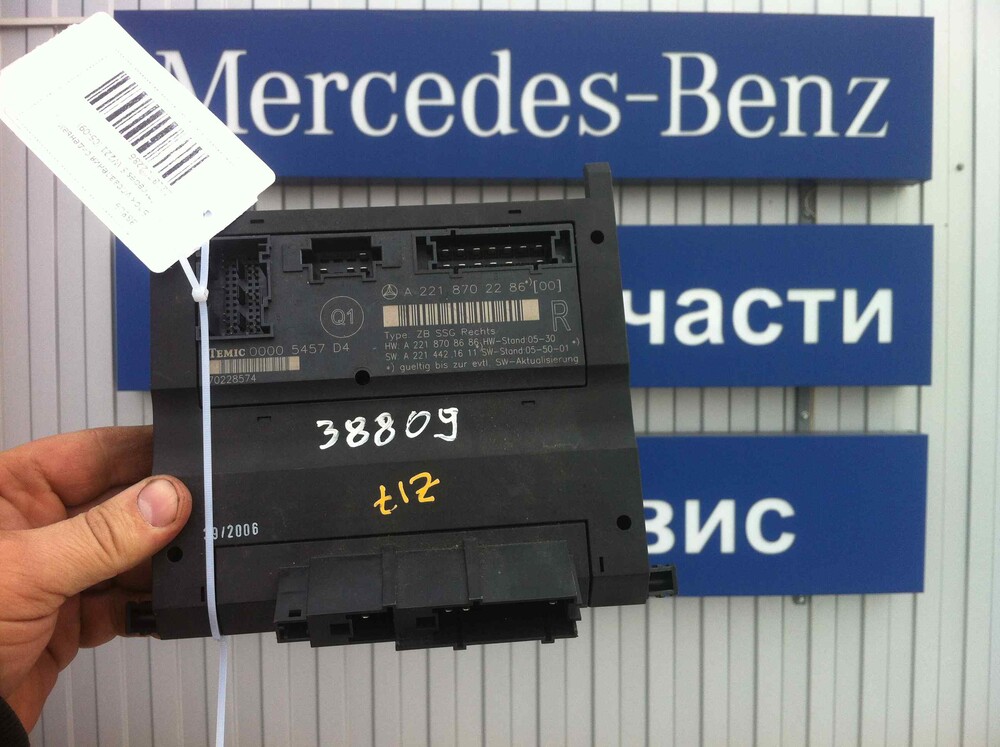 Mercedes-Benz
части
вис
A 221 870 22 86 *) [00]
R
Q1
Type: ZB SSG Rechts
HW: A 221 870 86 86 HW-Stand:05-30 *)
SW: A 221 442 16 11 SW-Stand:05-50-01 *)
*) gueltig bis zur evtl. SW-Aktualisierung
TEMIC 0000 5457 D4
70228574
38809
217
39/2006